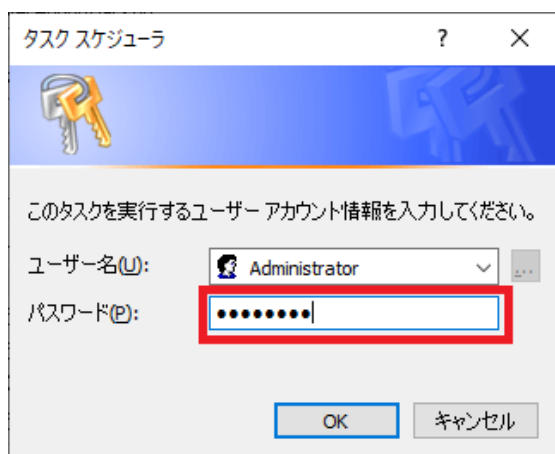 タスク スケジューラ
?
×
このタスクを実行するユーザー アカウント情報を入力してください。
ユーザー名(U):
Administrator
...
パスワード(P):
●●●●●●●●
OK
キャンセル